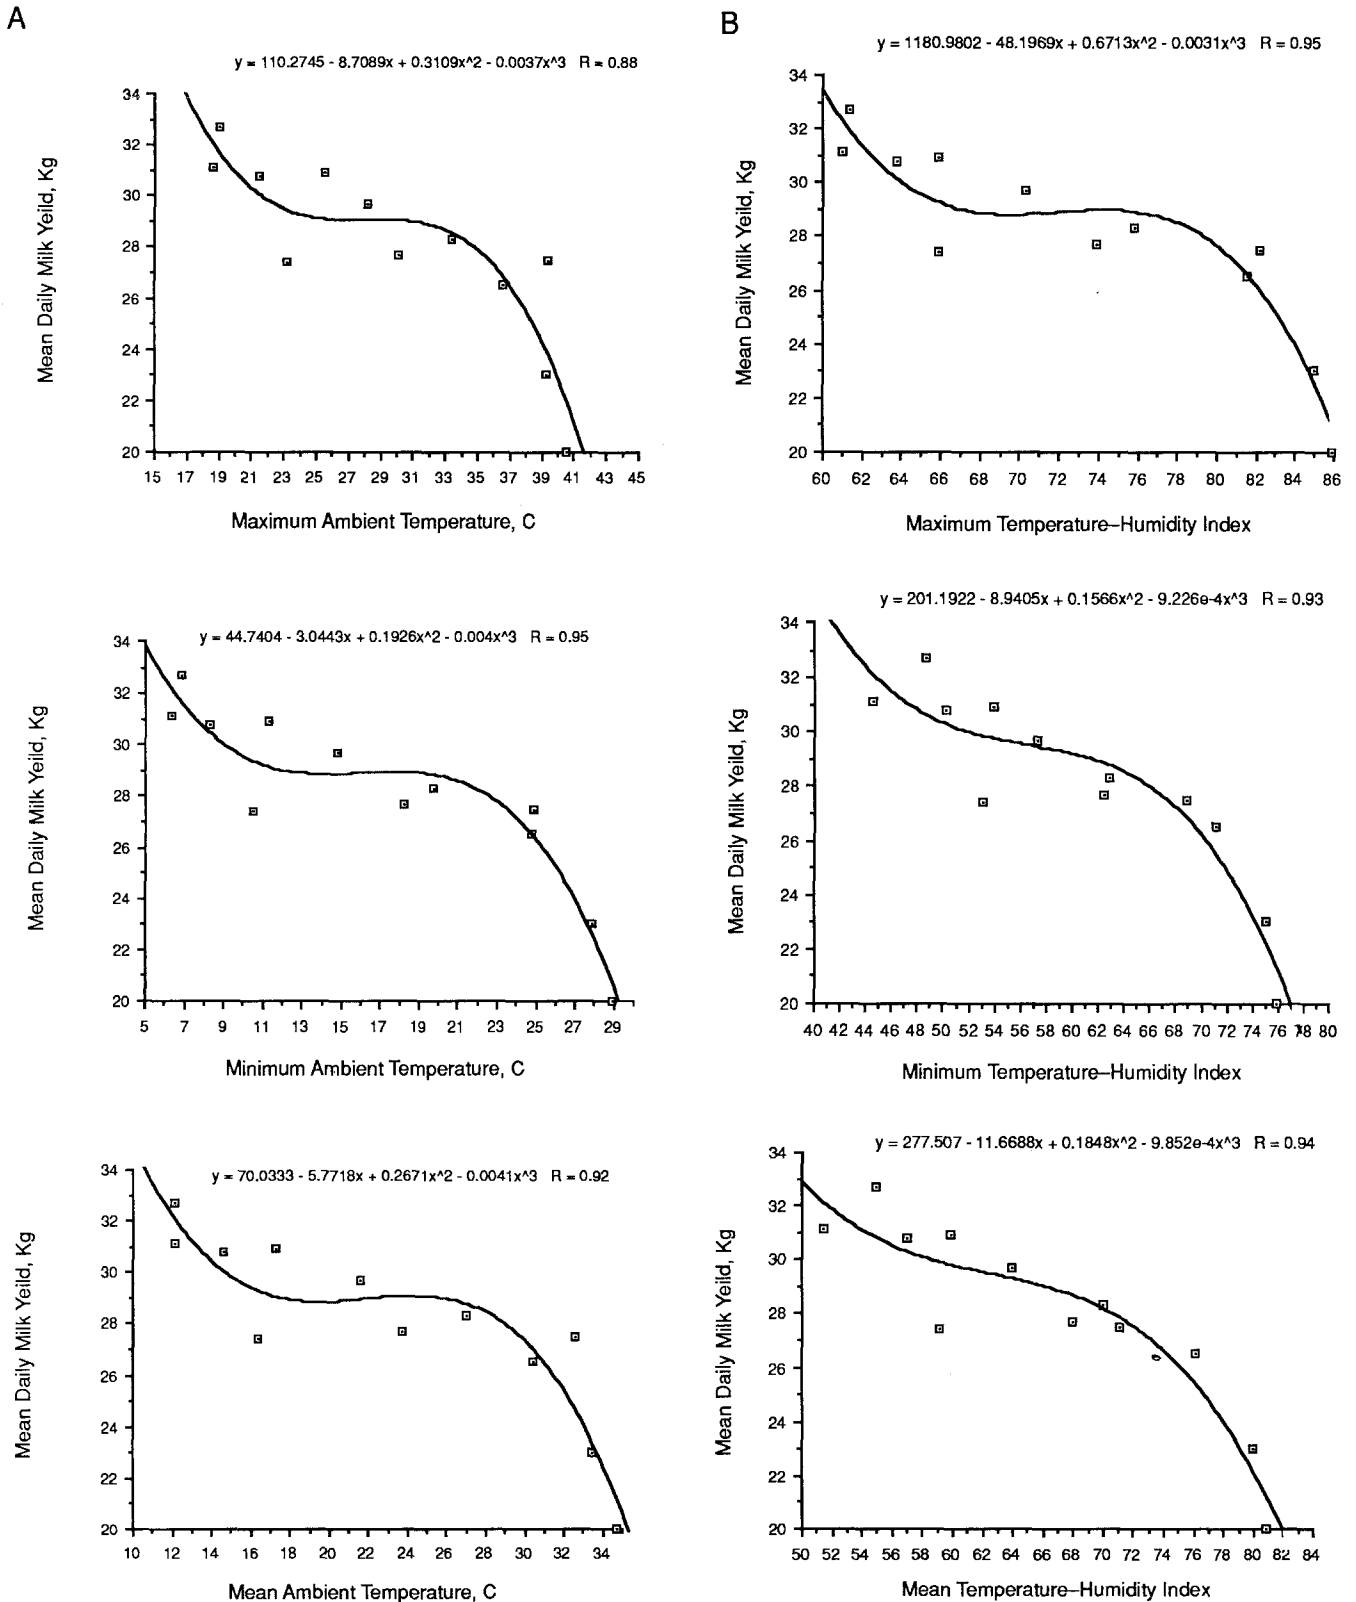 A
y = 110.2745 - 8.7089x + 0.3109x^2 - 0.0037x^3 R = 0.88
Mean Daily Milk Yeild, Kg
34
32
30
28
26
24
22
20
15 17 19 21 23 25 27 29 31 33 35 37 39 41 43 45
Maximum Ambient Temperature, C
y = 44.7404 - 3.0443x + 0.1926x^2 - 0.004x^3 R = 0.95
Mean Daily Milk Yeild, Kg
34
32
30
28
26
24
22
20
5 7 9 11 13 15 17 19 21 23 25 27 29
Minimum Ambient Temperature, C
y = 70.0333 - 5.7718x + 0.2671x^2 - 0.0041x^3 R = 0.92
Mean Daily Milk Yeild, Kg
34
32
30
28
26
24
22
20
10 12 14 16 18 20 22 24 26 28 30 32 34
Mean Ambient Temperature, C
B
y = 1180.9802 - 48.1969x + 0.6713x^2 - 0.0031x^3 R = 0.95
Mean Daily Milk Yeild, Kg
34
32
30
28
26
24
22
20
60 62 64 66 68 70 72 74 76 78 80 82 84 86
Maximum Temperature–Humidity Index
y = 201.1922 - 8.9405x + 0.1566x^2 - 9.226e-4x^3 R = 0.93
Mean Daily Milk Yeild, Kg
34
32
30
28
26
24
22
20
40 42 44 46 48 50 52 54 56 58 60 62 64 66 68 70 72 74 76 78 80
Minimum Temperature–Humidity Index
y = 277.507 - 11.6688x + 0.1848x^2 - 9.852e-4x^3 R = 0.94
Mean Daily Milk Yeild, Kg
34
32
30
28
26
24
22
20
50 52 54 56 58 60 62 64 66 68 70 72 74 76 78 80 82 84
Mean Temperature–Humidity Index